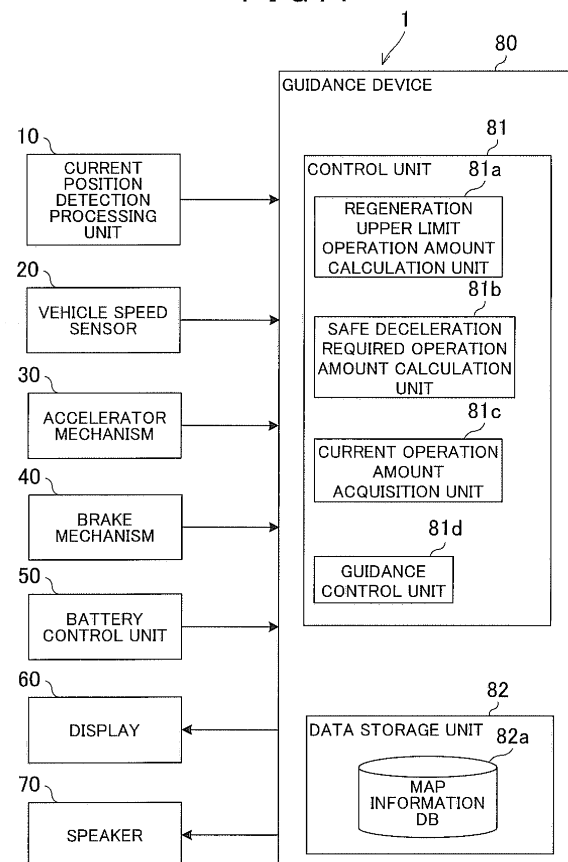 1
80
GUIDANCE DEVICE
10
CURRENT
POSITION
DETECTION
PROCESSING
UNIT
20
VEHICLE SPEED
SENSOR
30
ACCELERATOR
MECHANISM
40
BRAKE
MECHANISM
50
BATTERY
CONTROL UNIT
60
DISPLAY
70
SPEAKER
81
CONTROL UNIT
81a
REGENERATION
UPPER LIMIT
OPERATION AMOUNT
CALCULATION UNIT
81b
SAFE DECELERATION
REQUIRED OPERATION
AMOUNT CALCULATION
UNIT
81c
CURRENT OPERATION
AMOUNT
ACQUISITION UNIT
81d
GUIDANCE
CONTROL UNIT
82
DATA STORAGE UNIT
82a
MAP
INFORMATION
DB